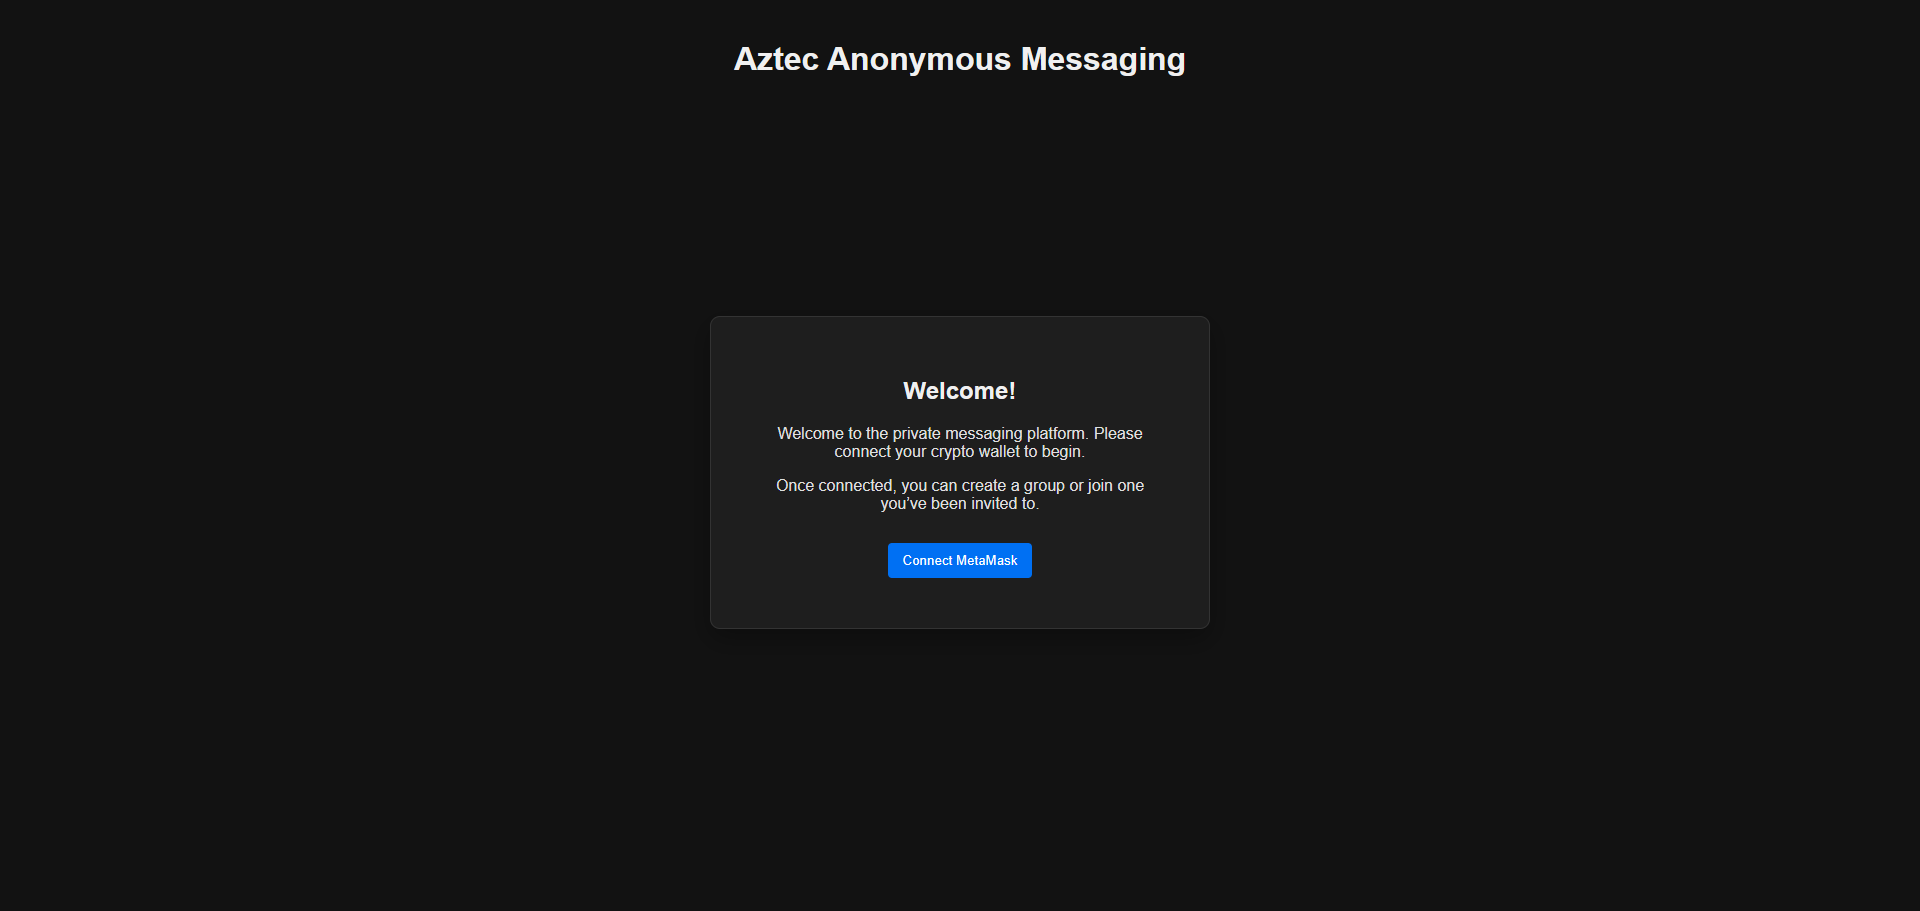 Aztec Anonymous Messaging
Welcome!
Welcome to the private messaging platform. Please
connect your crypto wallet to begin.
Once connected, you can create a group or join one
you’ve been invited to.
Connect MetaMask